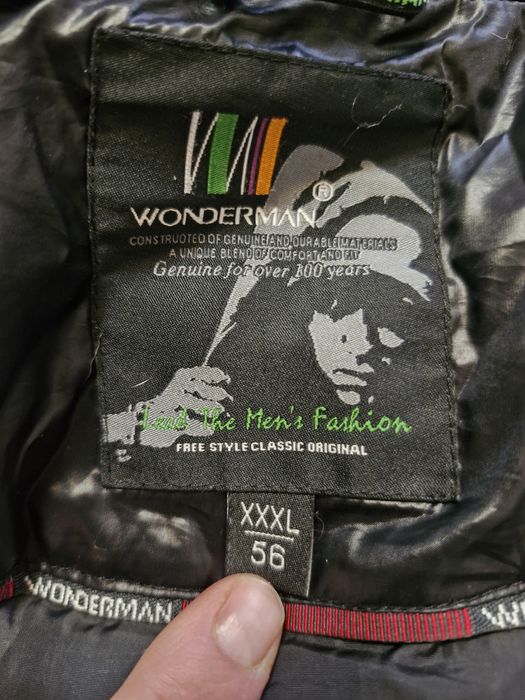 WONDERMAN®
CONSTRUOTED OF GENUINE AND DURABLE MATERIALS
A UNIQUE BLEND OF COMFORT AND FIT
Genuine for over 100 years
Lead The Men's Fashion
FREE STYLE CLASSIC ORIGINAL
XXXL
56
WONDERMAN
W